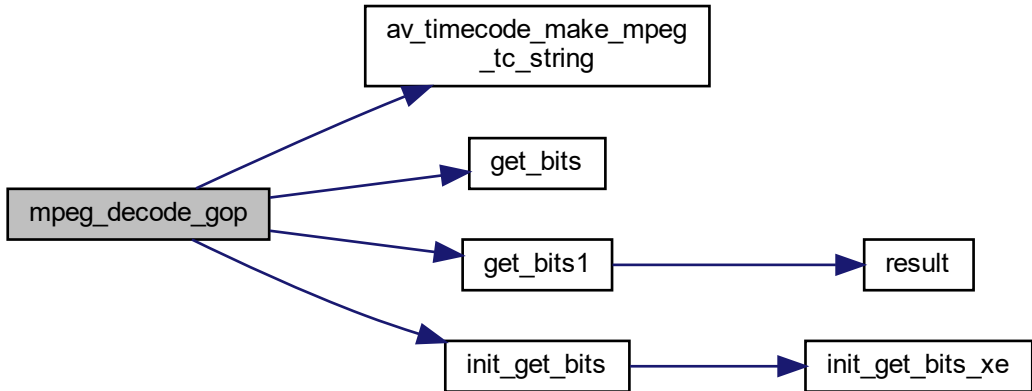 av_timecode_make_mpeg
_tc_string
get_bits
mpeg_decode_gop
get_bits1
result
init_get_bits
init_get_bits_xe